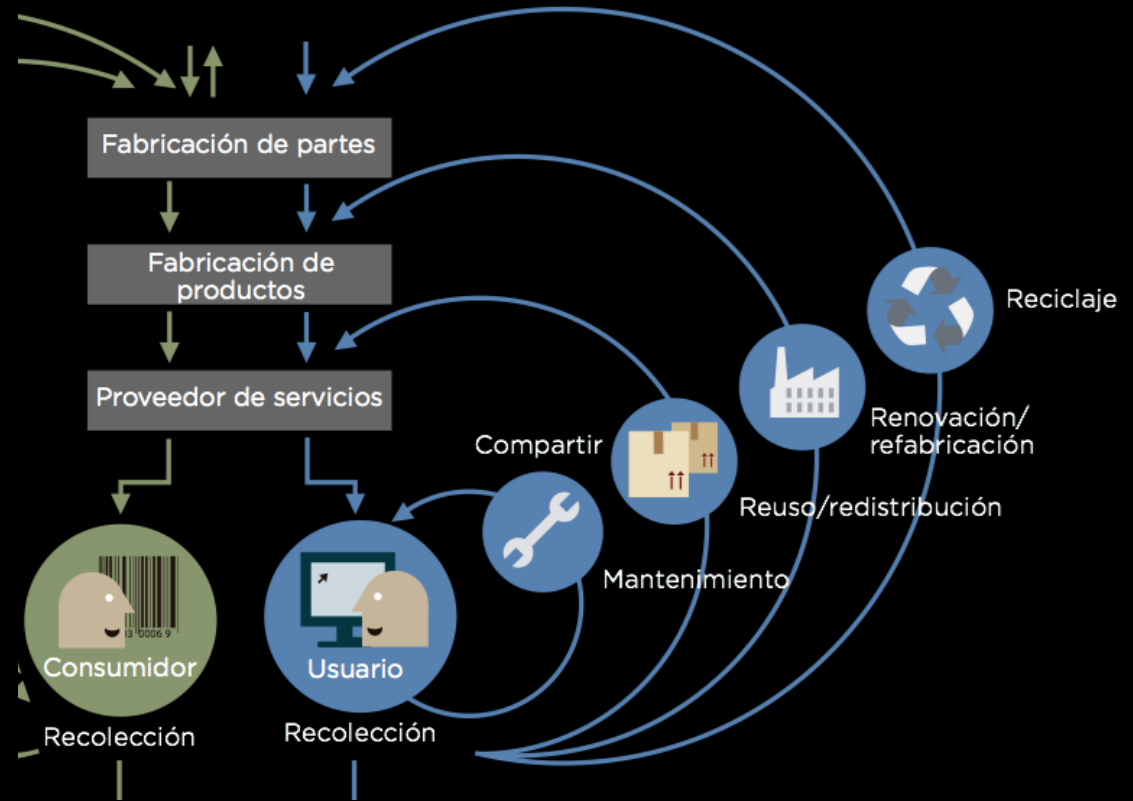 Fabricación de partes
Fabricación de
productos
Proveedor de servicios
Reciclaje
Renovación/
refabricación
Compartir
Reuso/redistribución
Mantenimiento
Consumidor
Usuario
Recolección
Recolección